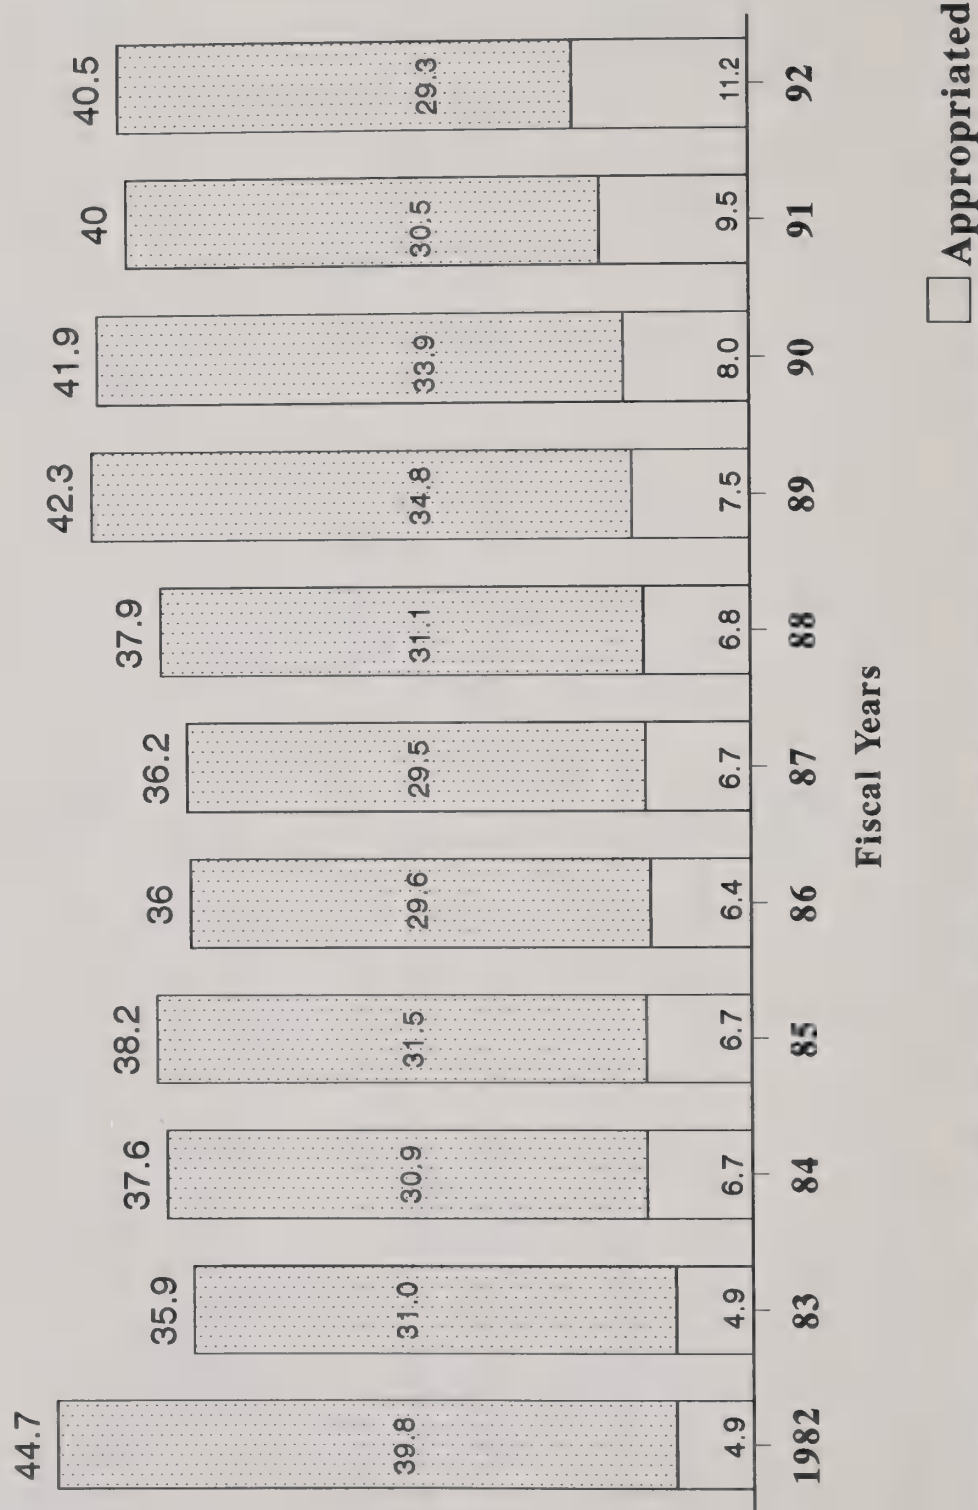 44.7 35.9 37.6 38.2 36 36.2 37.9 42.3 41.9 40 40.5
39.8 31.0 30.9 31.5 29.6 29.5 31.1 34.8 33.9 30.5 29.3
4.9 4.9 6.7 6.7 6.4 6.7 6.8 7.5 8.0 9.5 11.2
1982 83 84 85 86 87 88 89 90 91 92
Fiscal Years
Appropriated